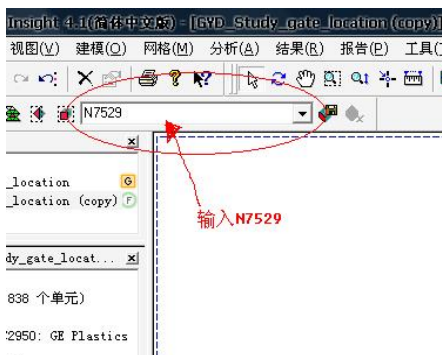 Insight 4.1(简体中文版) - [GYD_Study_gate_location (copy)]
视图(V) 建模(O) 网格(M) 分析(A) 结果(R) 报告(P) 工具(
N7529
_location G
_location (copy) F
输入N7529
dy_gate_locat...
838 个单元)
2950: GE Plastics